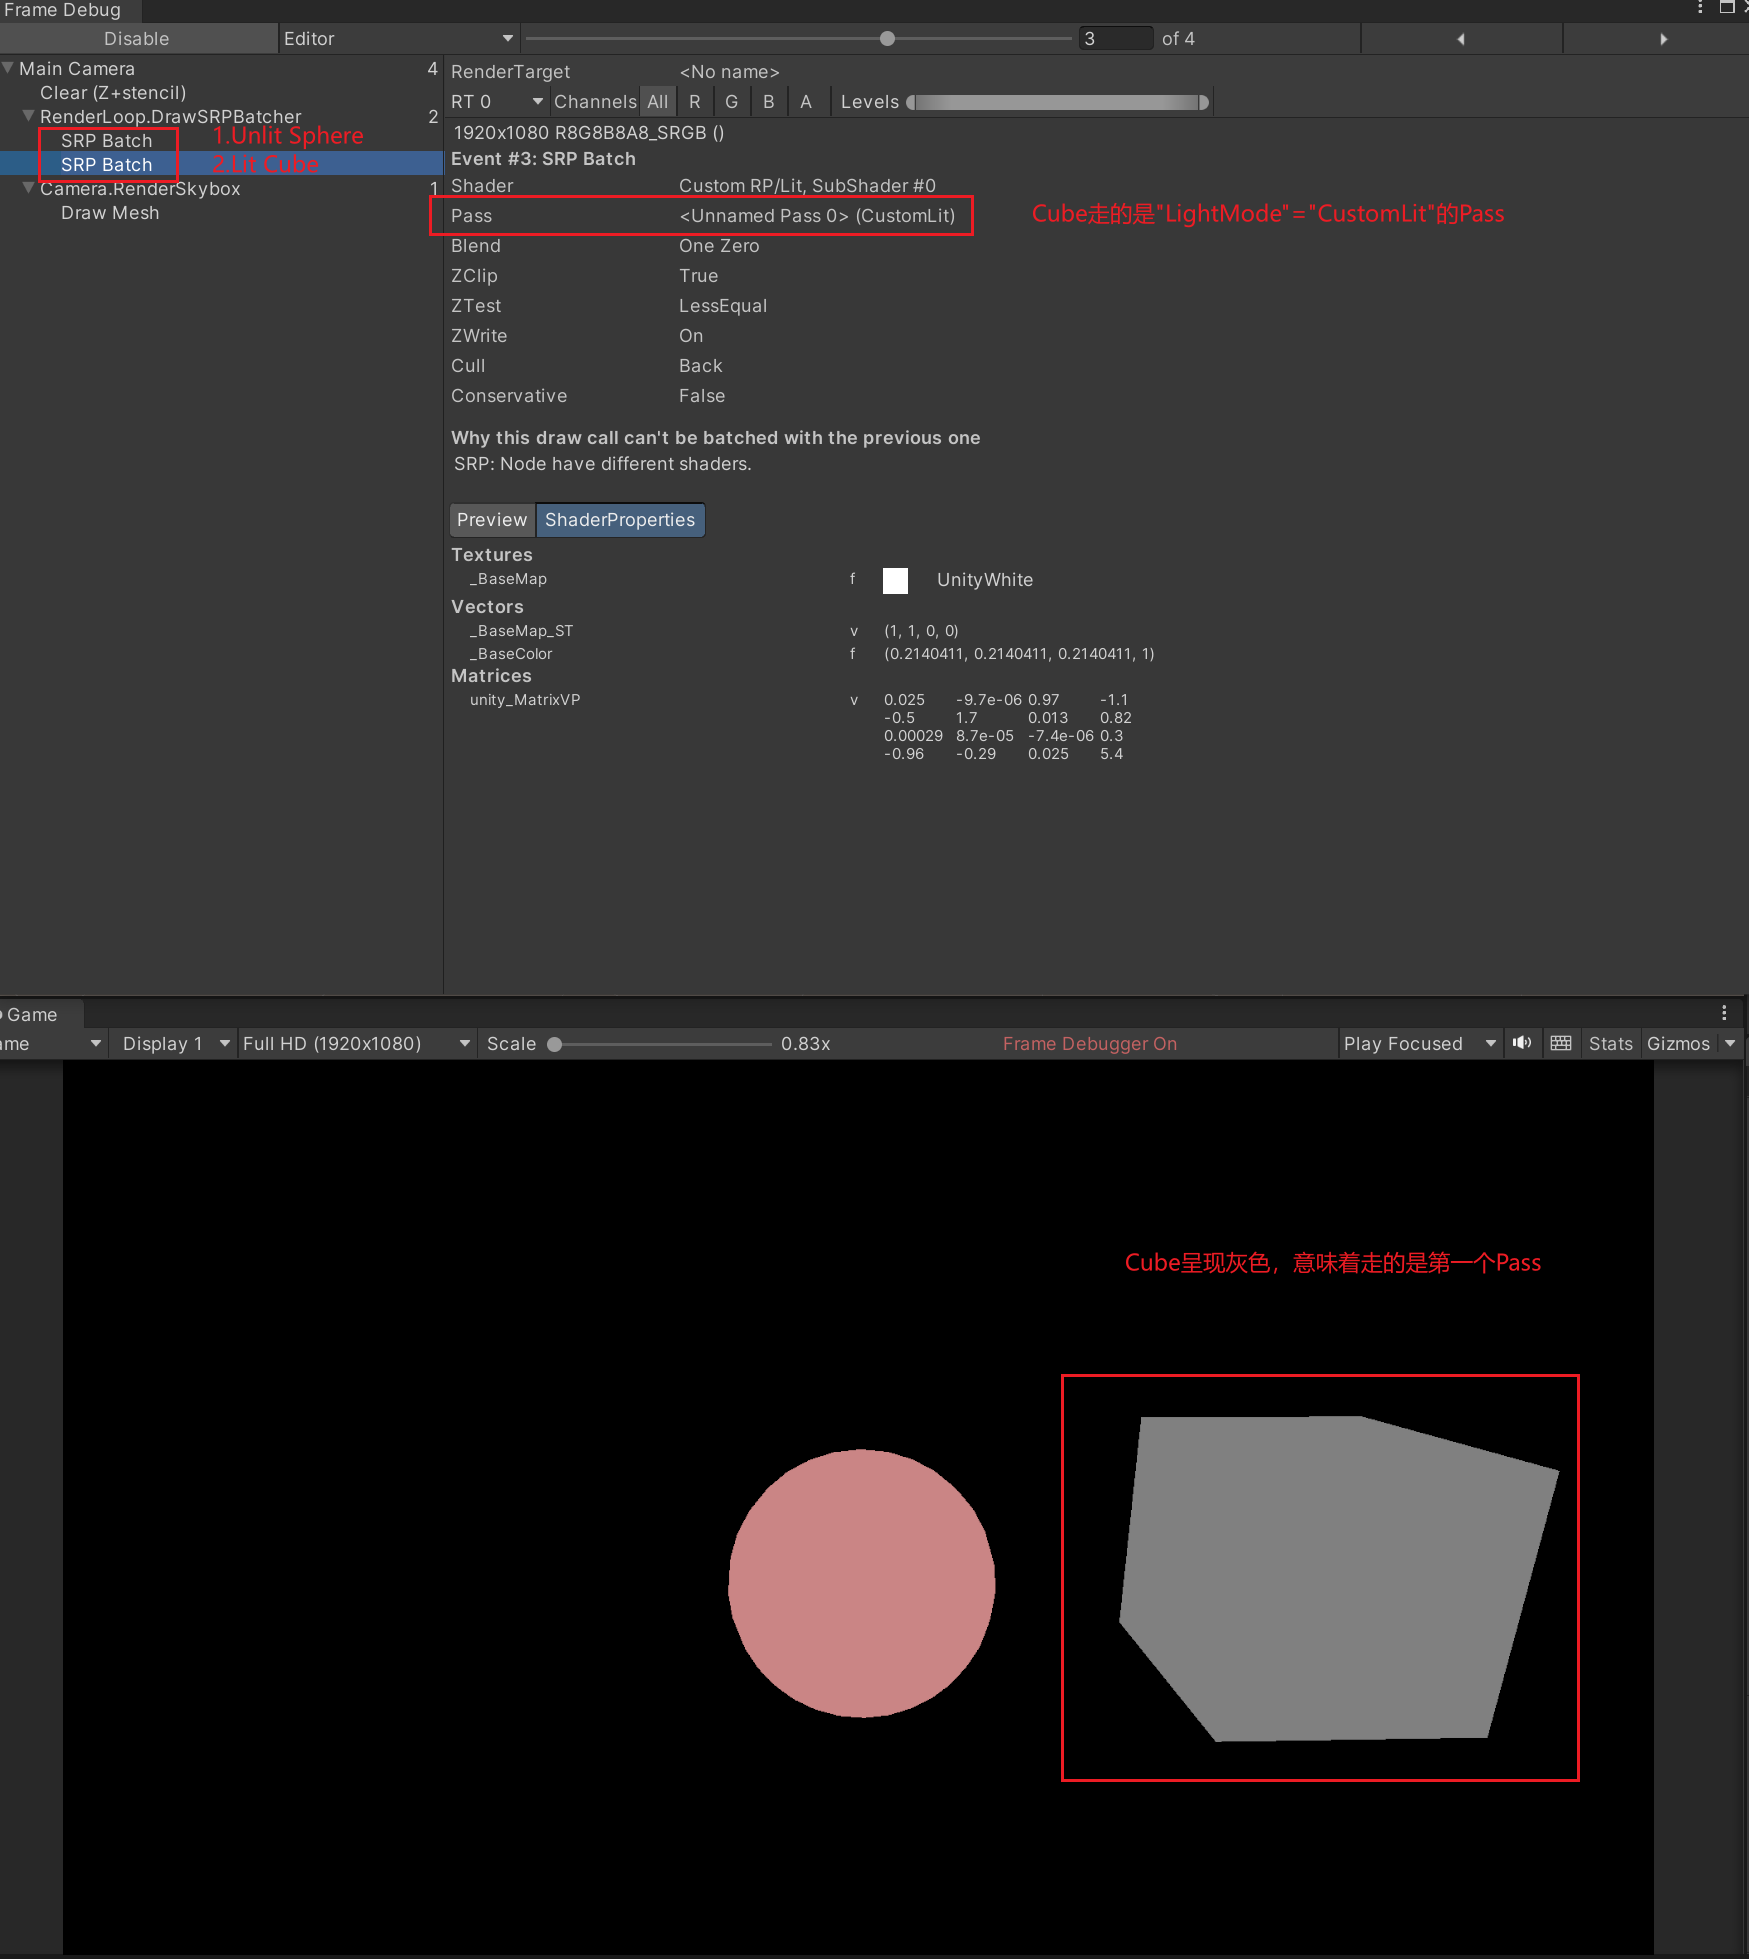 Frame Debug
Disable
Editor
3
of 4
Main Camera 4
Clear (Z+stencil)
RenderLoop.DrawSRPBatcher 2
SRP Batch
1.Unlit Sphere
SRP Batch
2.Lit Cube
Camera.RenderSkybox 1
Draw Mesh
RenderTarget <No name>
RT 0 Channels All R G B A Levels
1920x1080 R8G8B8A8_SRGB ()
Event #3: SRP Batch
Shader Custom RP/Lit, SubShader #0
Pass <Unnamed Pass 0> (CustomLit)
Cube走的是"LightMode"="CustomLit"的Pass
Blend One Zero
ZClip True
ZTest LessEqual
ZWrite On
Cull Back
Conservative False
Why this draw call can't be batched with the previous one
SRP: Node have different shaders.
Preview ShaderProperties
Textures
_BaseMap f UnityWhite
Vectors
_BaseMap_ST v (1, 1, 0, 0)
_BaseColor f (0.2140411, 0.2140411, 0.2140411, 1)
Matrices
unity_MatrixVP v 0.025 -9.7e-06 0.97 -1.1
-0.5 1.7 0.013 0.82
0.00029 8.7e-05 -7.4e-06 0.3
-0.96 -0.29 0.025 5.4
Game
ame Display 1 Full HD (1920x1080) Scale 0.83x Frame Debugger On Play Focused Stats Gizmos
Cube呈现灰色，意味着走的是第一个Pass